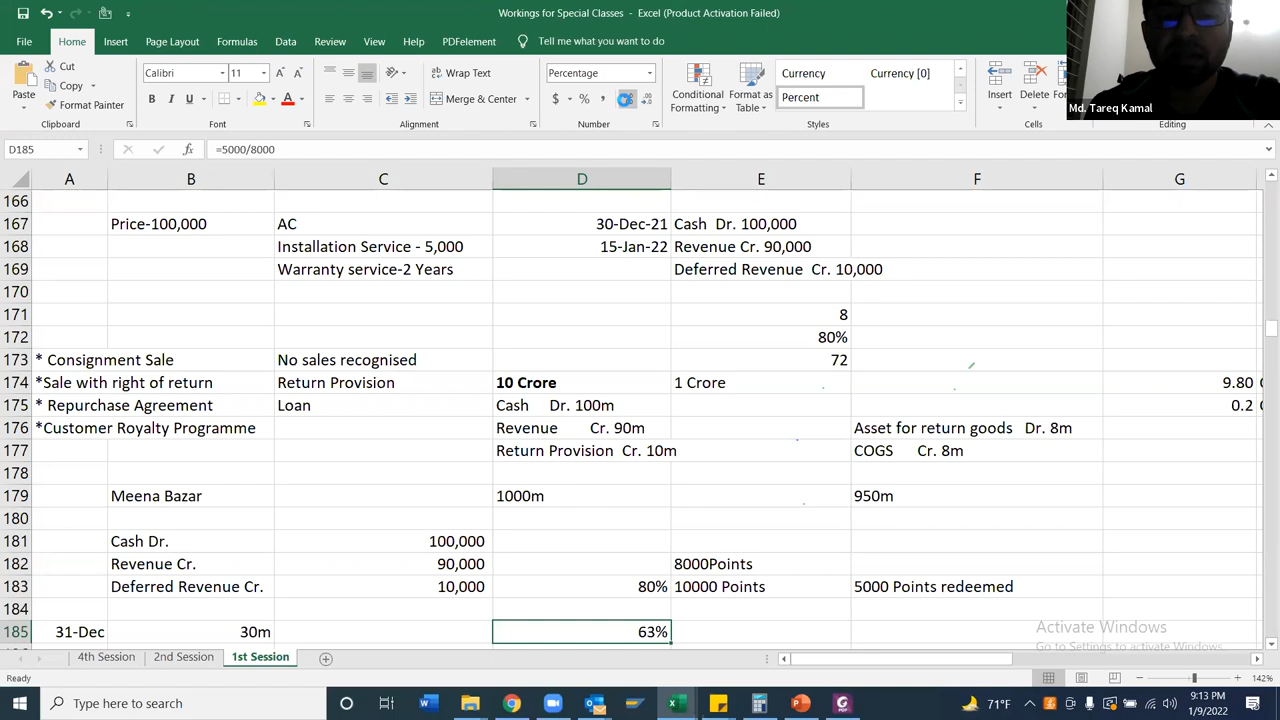 Workings for Special Classes - Excel (Product Activation Failed)
File Home Insert Page Layout Formulas Data Review View Help PDFelement Tell me what you want to do
Paste Cut Copy Format Painter Clipboard
Calibri 11 B I U Font
Wrap Text Merge & Center Alignment
Percentage $ % , Number
Conditional Formatting Format as Table Currency Currency [0] Percent Styles
Insert Delete Cells Editing
Md. Tareq Kamal
D185 fx =5000/8000
A B C D E F G
166
167 Price-100,000 AC 30-Dec-21 Cash Dr. 100,000
168 Installation Service - 5,000 15-Jan-22 Revenue Cr. 90,000
169 Warranty service-2 Years Deferred Revenue Cr. 10,000
170
171 8
172 80%
173 * Consignment Sale No sales recognised 72
174 *Sale with right of return Return Provision 10 Crore 1 Crore 9.80
175 * Repurchase Agreement Loan Cash Dr. 100m 0.2
176 *Customer Royalty Programme Revenue Cr. 90m Asset for return goods Dr. 8m
177 Return Provision Cr. 10m COGS Cr. 8m
178
179 Meena Bazar 1000m 950m
180
181 Cash Dr. 100,000
182 Revenue Cr. 90,000 8000Points
183 Deferred Revenue Cr. 10,000 80% 10000 Points 5000 Points redeemed
184
185 31-Dec 30m 63%
Activate Windows
Go to Settings to activate Windows.
4th Session 2nd Session 1st Session
Ready 142%
Type here to search 71°F 9:13 PM
1/9/2022